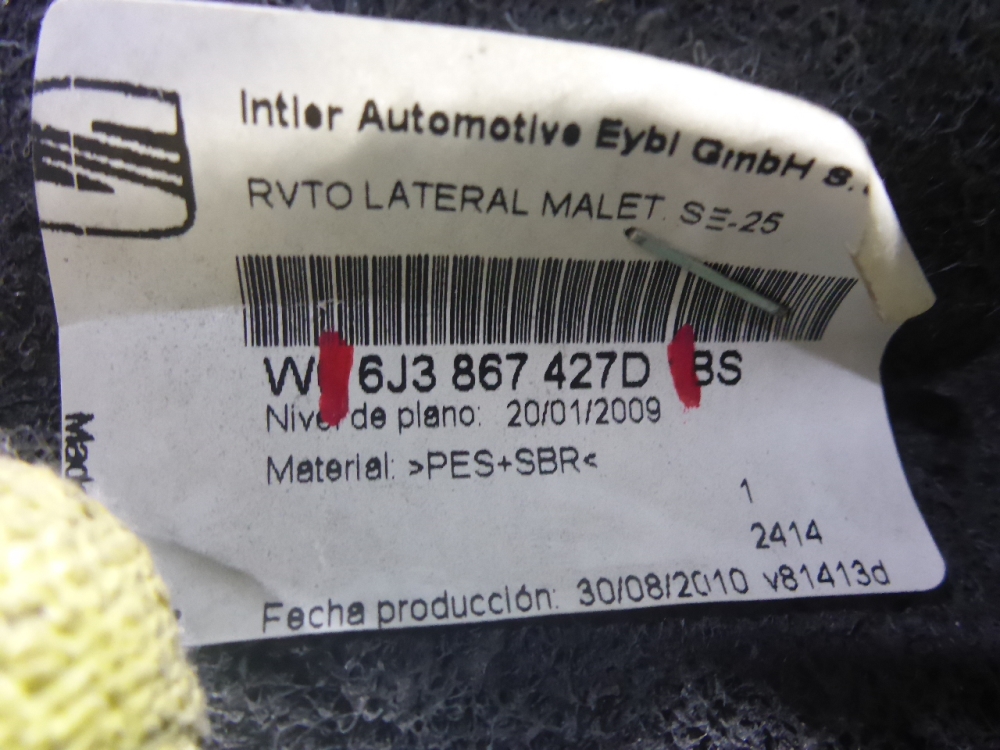 Intier Automotive Eybl GmbH s.
RVTO LATERAL MALET. SE-25
6J3 867 427D
Nivel de plano: 20/01/2009
Material: >PES+SBR<
1
2414
Fecha producción: 30/08/2010 v81413d